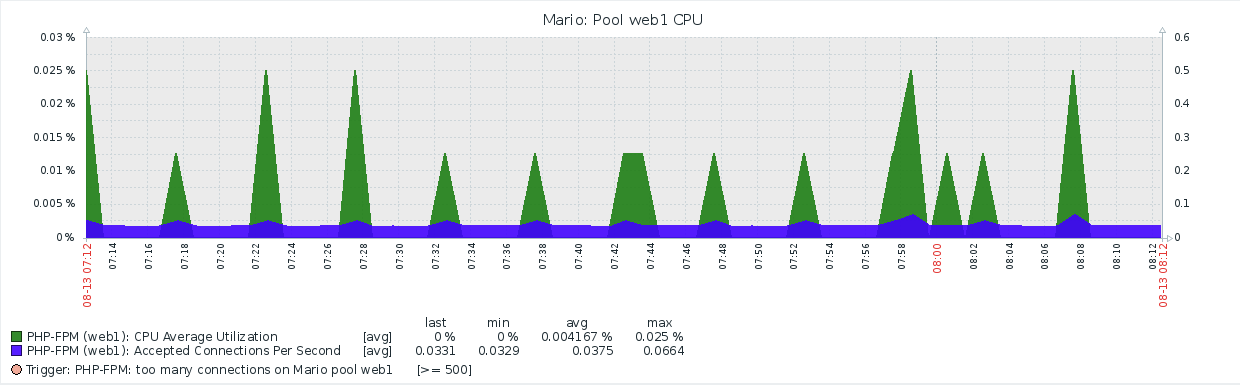 Mario: Pool web1 CPU
0.03 % 0.6
0.025 % 0.5
0.02 % 0.4
0.015 % 0.3
0.01 % 0.2
0.005 % 0.1
0 % 0
08-13 07:12 07:14 07:16 07:18 07:20 07:22 07:24 07:26 07:28 07:30 07:32 07:34 07:36 07:38 07:40 07:42 07:44 07:46 07:48 07:50 07:52 07:54 07:56 07:58 08:00 08:02 08:04 08:06 08:08 08:10 08:12 08-13 08:12
last min avg max
PHP-FPM (web1): CPU Average Utilization [avg] 0 % 0 % 0.004167 % 0.025 %
PHP-FPM (web1): Accepted Connections Per Second [avg] 0.0331 0.0329 0.0375 0.0664
Trigger: PHP-FPM: too many connections on Mario pool web1 [>= 500]